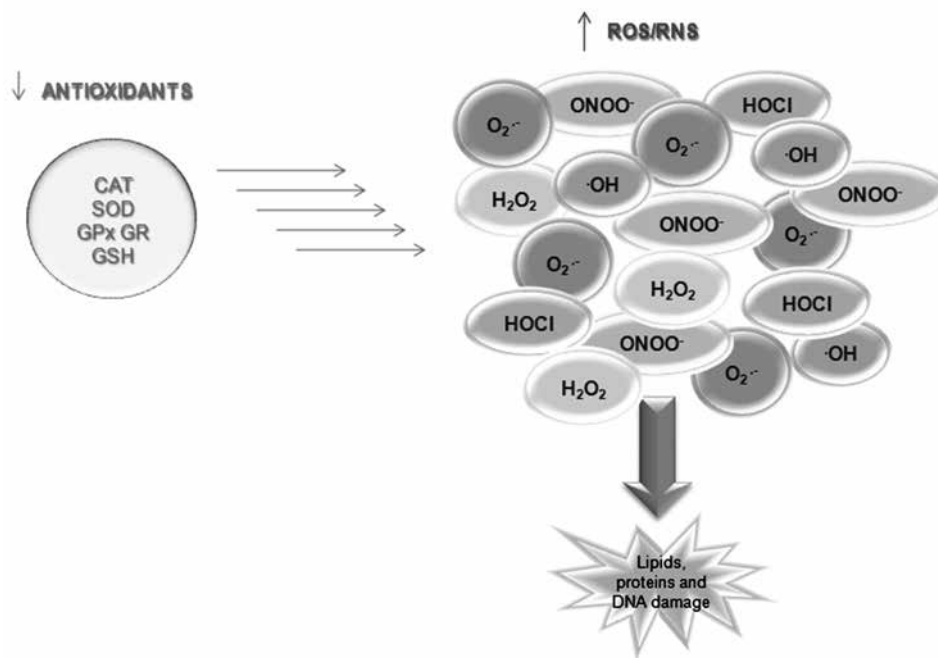 ↑ ROS/RNS
↓ ANTIOXIDANTS
CAT
SOD
GPx GR
GSH
O₂·⁻
ONOO⁻
HOCl
O₂·⁻
·OH
H₂O₂
·OH
ONOO⁻
ONOO⁻
O₂·⁻
O₂·⁻
H₂O₂
HOCl
HOCl
ONOO⁻
·OH
H₂O₂
O₂·⁻
Lipids,
proteins and
DNA damage